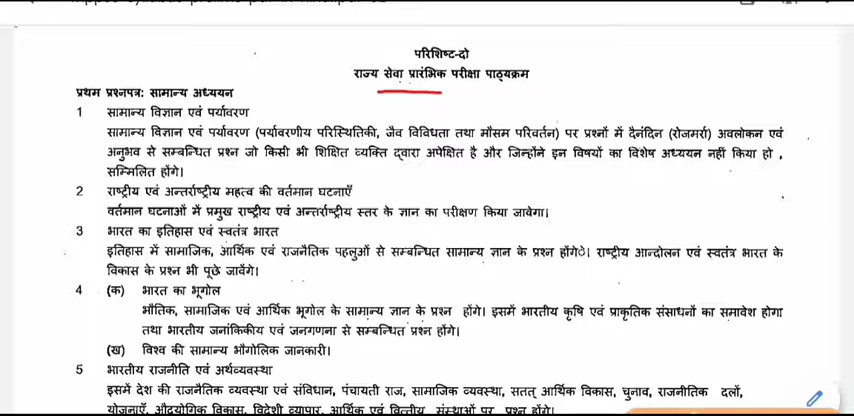 परिशिष्ट-दो
राज्य सेवा प्रारंभिक परीक्षा पाठ्यक्रम
प्रथम प्रश्नपत्र: सामान्य अध्ययन
1 सामान्य विज्ञान एवं पर्यावरण
सामान्य विज्ञान एवं पर्यावरण (पर्यावरणीय परिस्थितिकी, जैव विविधता तथा मौसम परिवर्तन) पर प्रश्नों में दैनंदिन (रोजमर्रा) अवलोकन एवं
अनुभव से सम्बन्धित प्रश्न जो किसी भी शिक्षित व्यक्ति द्वारा अपेक्षित है और जिन्होंने इन विषयों का विशेष अध्ययन नहीं किया हो ,
सम्मिलित होंगे।
2 राष्ट्रीय एवं अन्तर्राष्ट्रीय महत्व की वर्तमान घटनाएँ
वर्तमान घटनाओं में प्रमुख राष्ट्रीय एवं अन्तर्राष्ट्रीय स्तर के ज्ञान का परीक्षण किया जावेगा।
3 भारत का इतिहास एवं स्वतंत्र भारत
इतिहास में सामाजिक, आर्थिक एवं राजनैतिक पहलुओं से सम्बन्धित सामान्य ज्ञान के प्रश्न होंगेे। राष्ट्रीय आन्दोलन एवं स्वतंत्र भारत के
विकास के प्रश्न भी पूछे जावेंगे।
4 (क) भारत का भूगोल
भौतिक, सामाजिक एवं आर्थिक भूगोल के सामान्य ज्ञान के प्रश्न होंगे। इसमें भारतीय कृषि एवं प्राकृतिक संसाधनों का समावेश होगा
तथा भारतीय जनांकिकीय एवं जनगणना से सम्बन्धित प्रश्न होंगे।
(ख) विश्व की सामान्य भौगोलिक जानकारी।
5 भारतीय राजनीति एवं अर्थव्यवस्था
इसमें देश की राजनैतिक व्यवस्था एवं संविधान, पंचायती राज, सामाजिक व्यवस्था, सतत् आर्थिक विकास, चुनाव, राजनीतिक दलों,
योजनाएँ, औद्योगिक विकास, विदेशी व्यापार, आर्थिक एवं वित्तीय संस्थाओं पर प्रश्न होंगे।